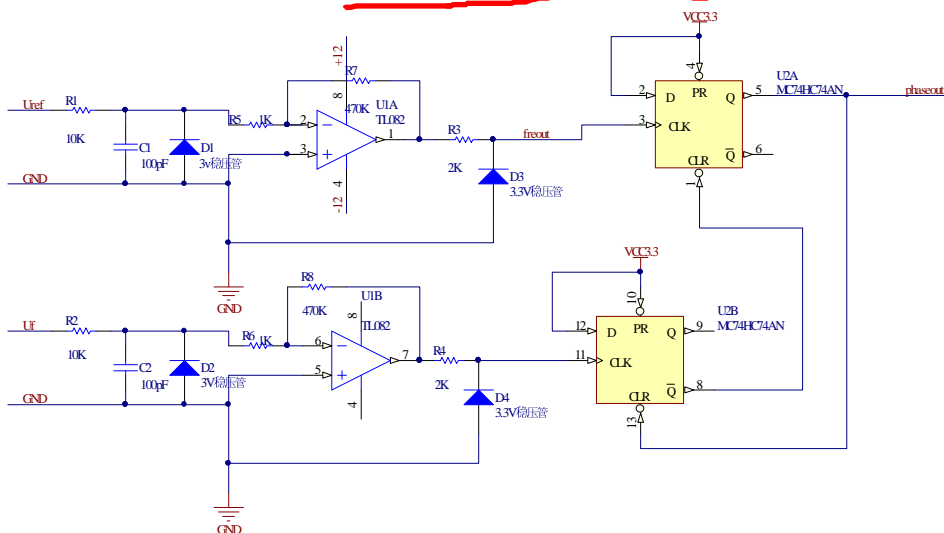 VCC3.3
+12
R7
4
U2A
MC74HC74AN
Uref
R1
8
470K
U1A
TL082
2
D
PR
Q
5
phaseout
R5
1K
2
1
R3
freout
3
CLK
10K
C1
100pF
D1
3v稳压管
3
2K
CLR
Q
6
GND
4
-12
D3
3.3V稳压管
1
VCC3.3
R8
GND
470K
U1B
8
TL082
10
U2B
MC74HC74AN
Uf
R2
R6
1K
6
12
D
PR
Q
9
10K
7
R4
11
CLK
C2
100pF
D2
3V稳压管
5
2K
CLR
Q
8
GND
4
D4
3.3V稳压管
13
GND